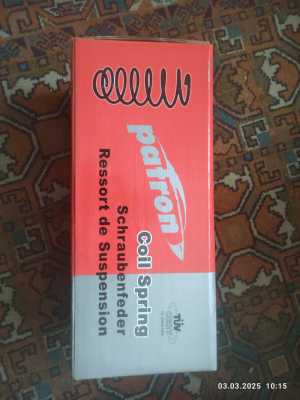 patron
Coil Spring
Schraubenfeder
Ressort de Suspension
TÜV
03.03.2025 10:15